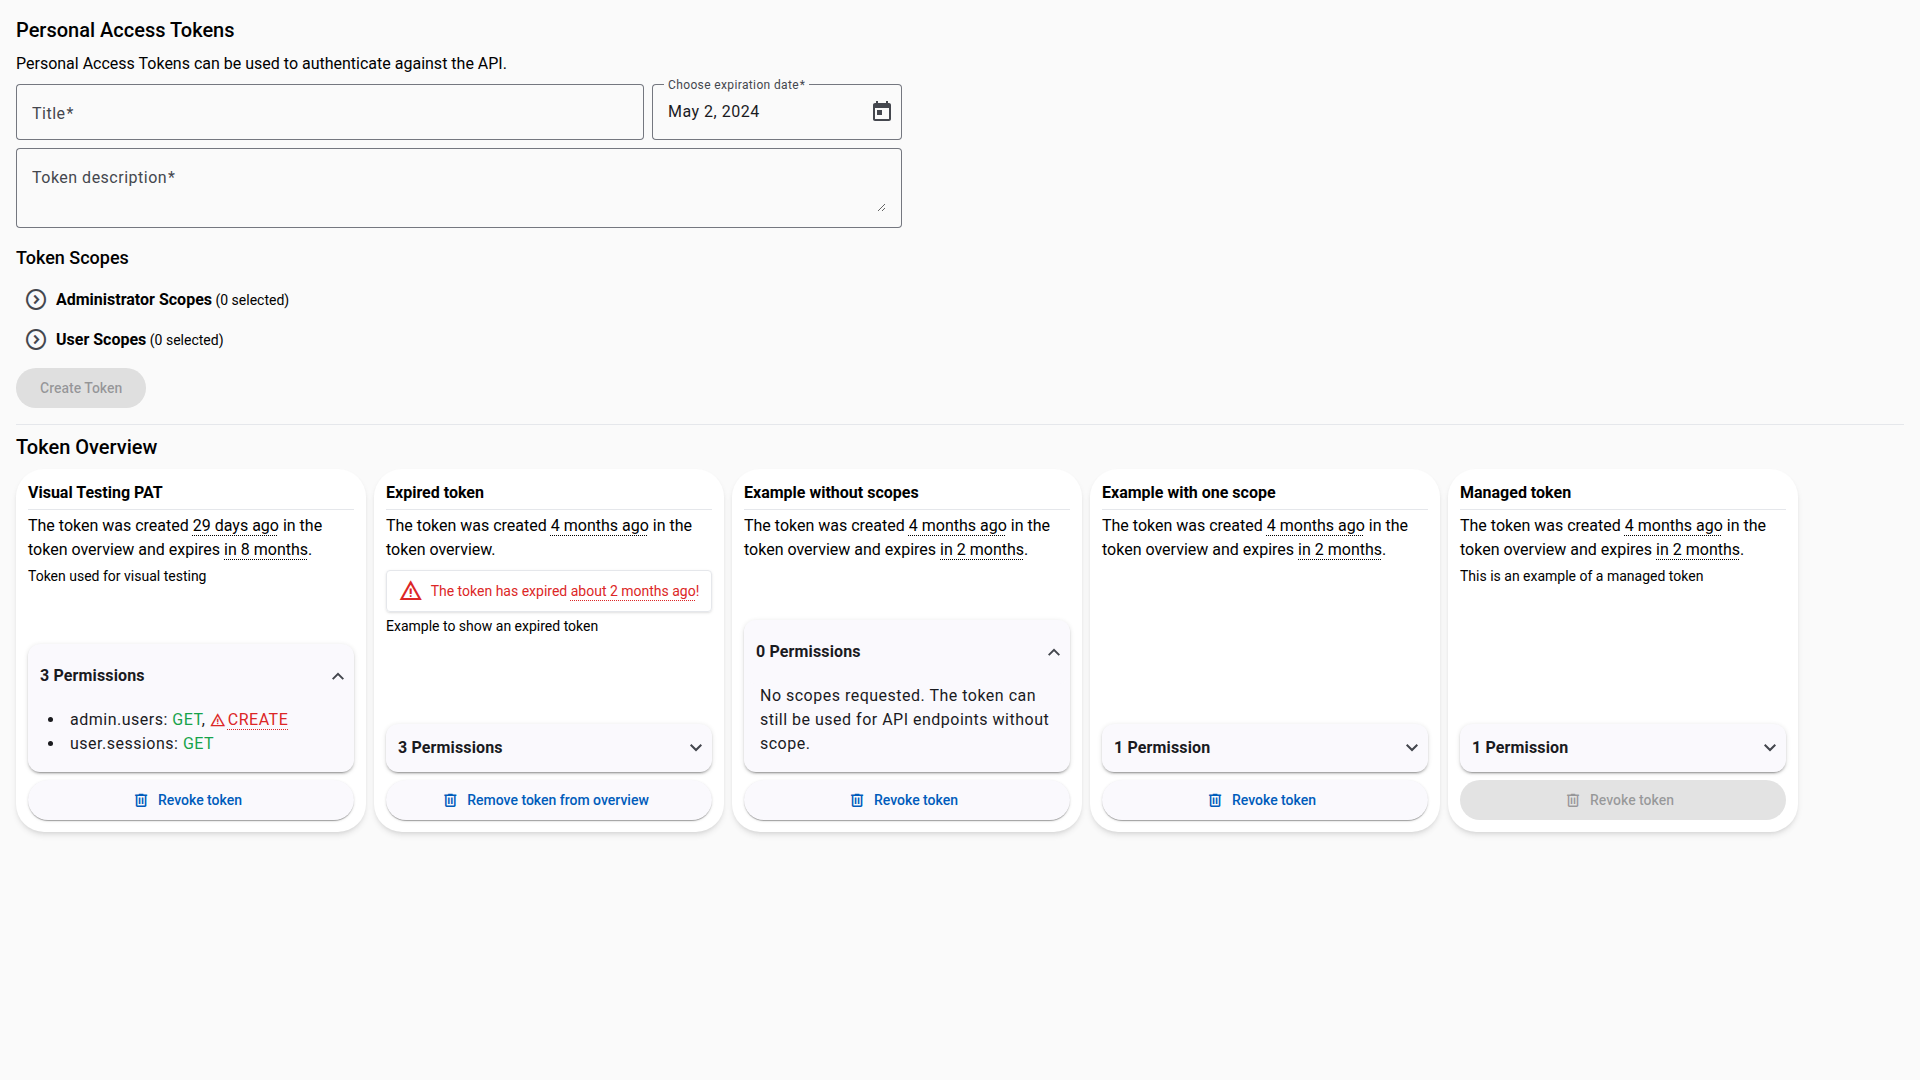 Personal Access Tokens
Personal Access Tokens can be used to authenticate against the API.
Title*
Choose expiration date*
May 2, 2024
Token description*
Token Scopes
Administrator Scopes (0 selected)
User Scopes (0 selected)
Create Token
Token Overview
Visual Testing PAT
The token was created 29 days ago in the
token overview and expires in 8 months.
Token used for visual testing
3 Permissions
admin.users: GET, CREATE
user.sessions: GET
Revoke token
Expired token
The token was created 4 months ago in the
token overview.
The token has expired about 2 months ago!
Example to show an expired token
3 Permissions
Remove token from overview
Example without scopes
The token was created 4 months ago in the
token overview and expires in 2 months.
0 Permissions
No scopes requested. The token can
still be used for API endpoints without
scope.
Revoke token
Example with one scope
The token was created 4 months ago in the
token overview and expires in 2 months.
1 Permission
Revoke token
Managed token
The token was created 4 months ago in the
token overview and expires in 2 months.
This is an example of a managed token
1 Permission
Revoke token